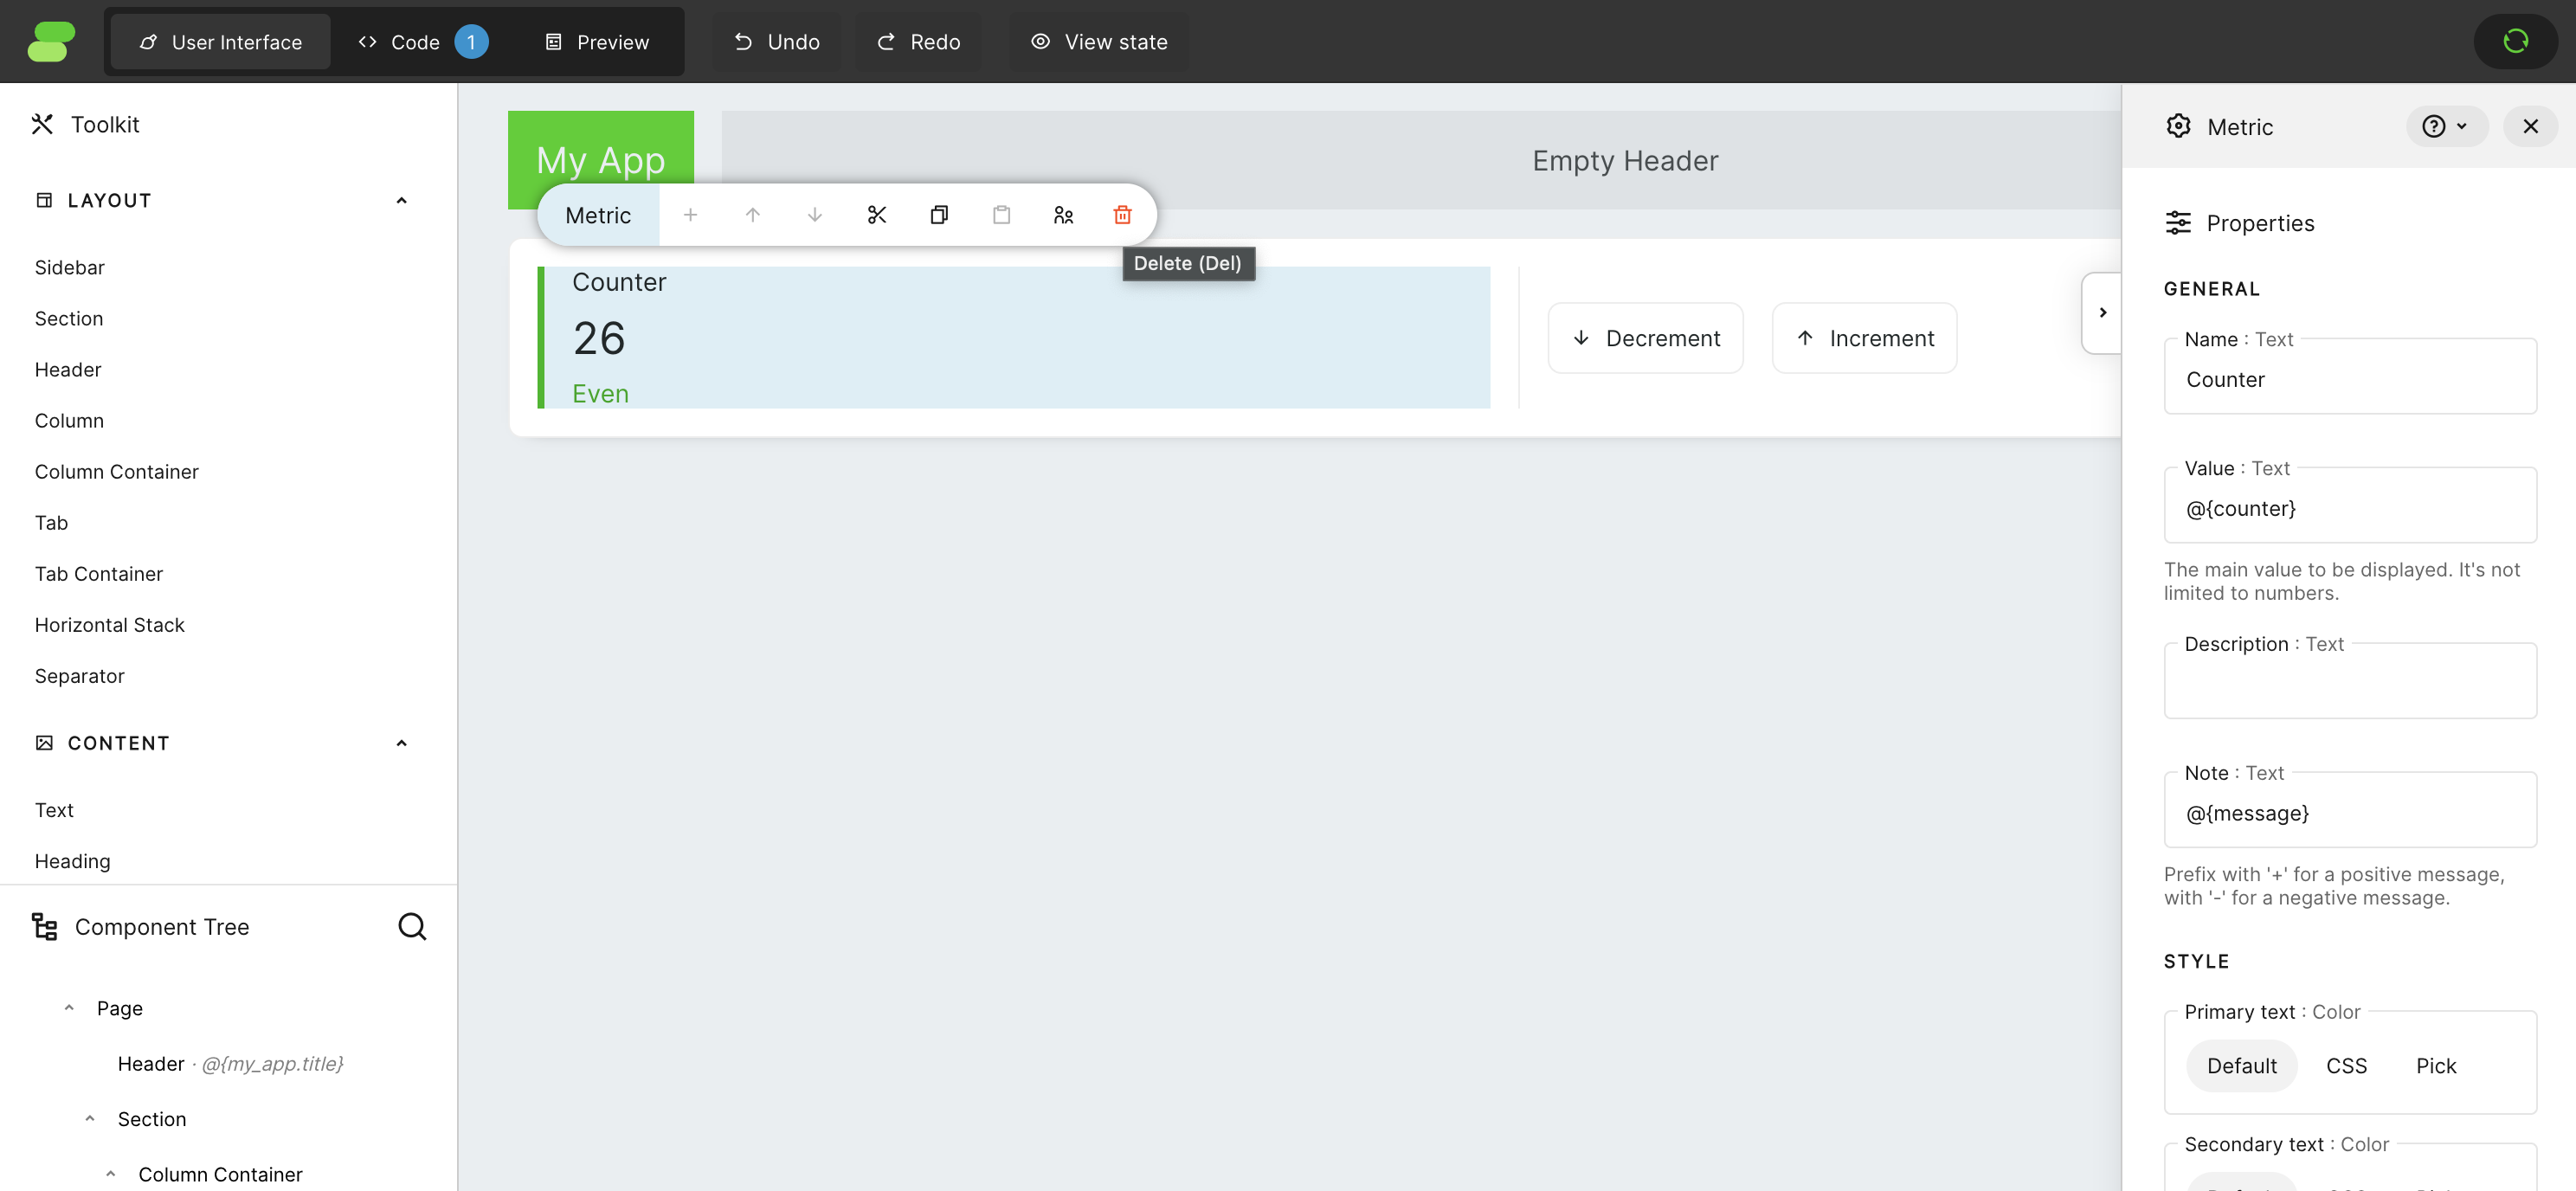 User Interface
Code 1
Preview
Undo
Redo
View state
Toolkit
LAYOUT
Sidebar
Section
Header
Column
Column Container
Tab
Tab Container
Horizontal Stack
Separator
CONTENT
Text
Heading
Component Tree
Page
Header · @{my_app.title}
Section
Column Container
My App
Empty Header
Metric
Delete (Del)
Counter
26
Even
Decrement
Increment
Metric
Properties
GENERAL
Name : Text
Counter
Value : Text
@{counter}
The main value to be displayed. It's not
limited to numbers.
Description : Text
Note : Text
@{message}
Prefix with '+' for a positive message,
with '-' for a negative message.
STYLE
Primary text : Color
Default CSS Pick
Secondary text : Color